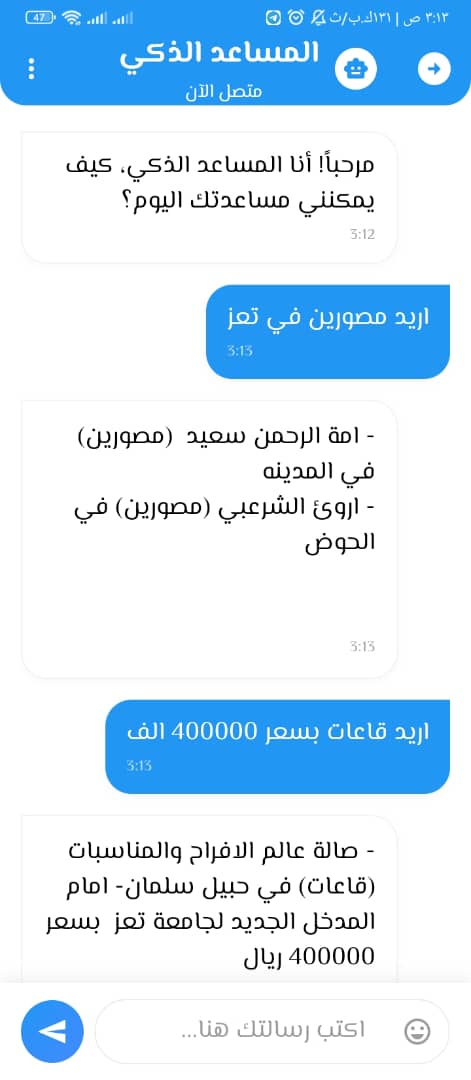 ٣:١٣ ص | ١٣١ك.ب/ث
47
المساعد الذكي
متصل الآن
مرحباً! أنا المساعد الذكي، كيف
يمكنني مساعدتك اليوم؟
3:12
اريد مصورين في تعز
3:13
- امة الرحمن سعيد (مصورين)
في المدينه
- اروئ الشرعبي (مصورين) في
الحوض
3:13
اريد قاعات بسعر 400000 الف
3:13
- صالة عالم الافراح والمناسبات
(قاعات) في حبيل سلمان- امام
المدخل الجديد لجامعة تعز بسعر
400000 ريال
اكتب رسالتك هنا...